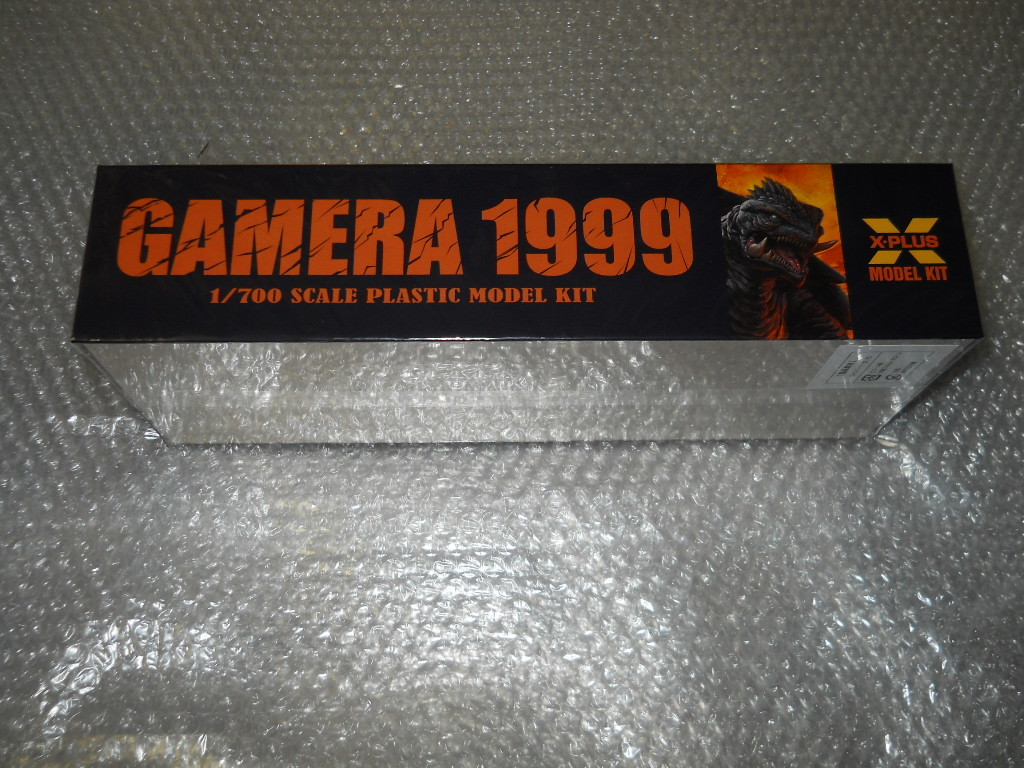 GAMERA 1999
1/700 SCALE PLASTIC MODEL KIT
X-PLUS
MODEL KIT